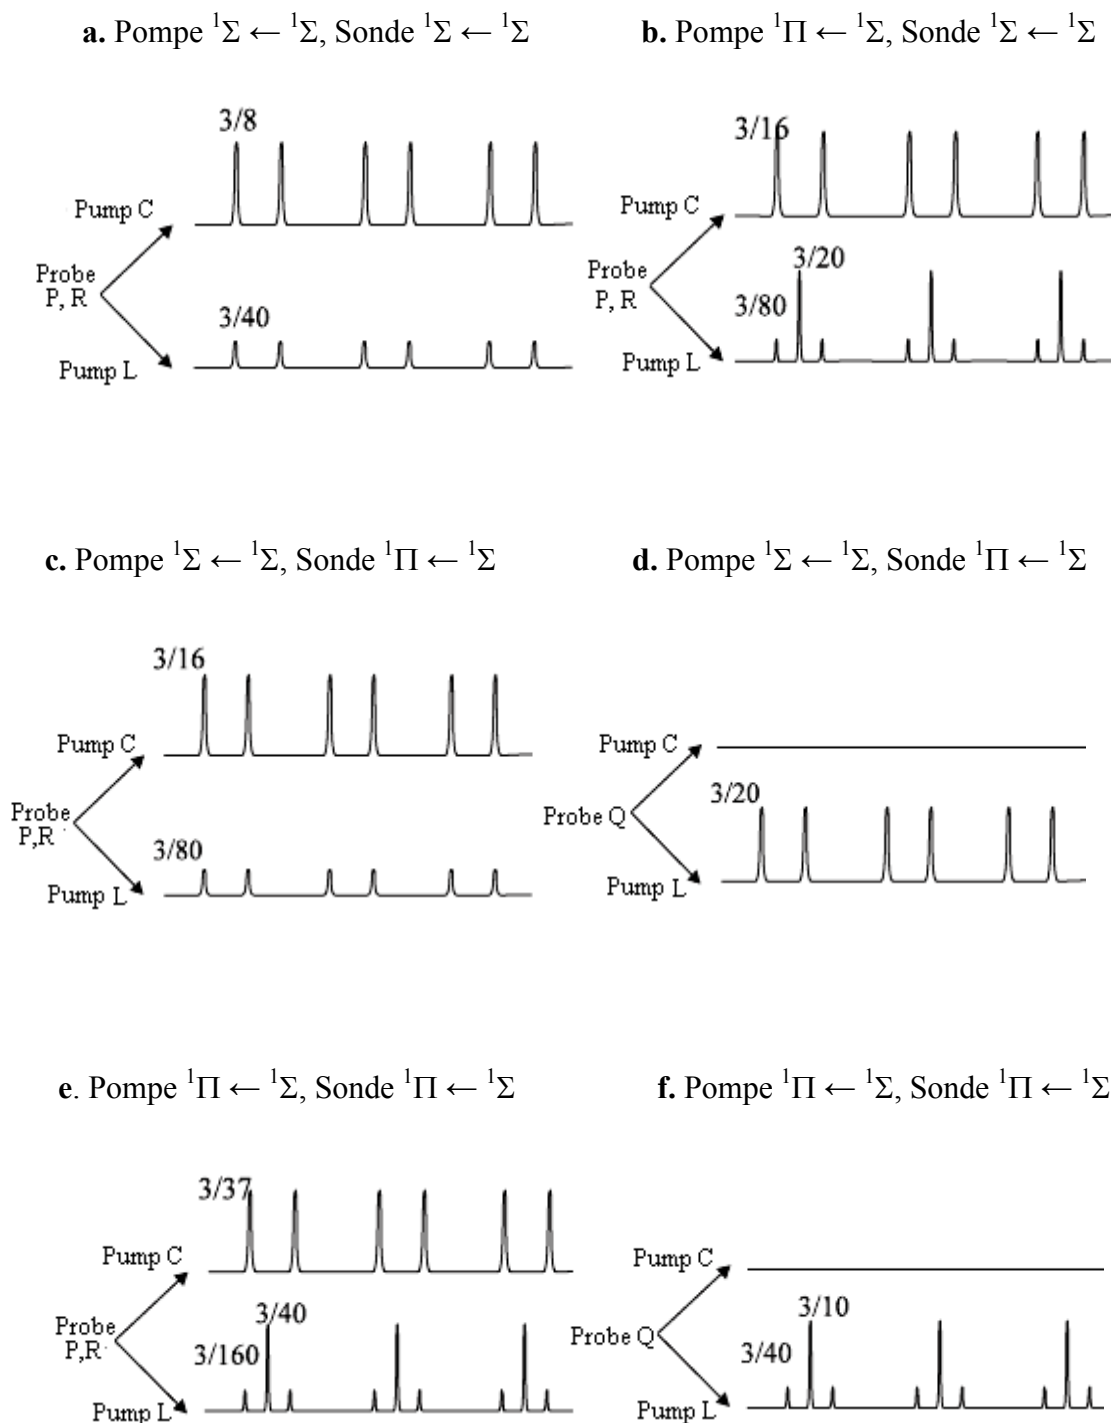 a. Pompe ¹Σ ← ¹Σ, Sonde ¹Σ ← ¹Σ
3/8
Pump C
Probe
P, R
3/40
Pump L
b. Pompe ¹Π ← ¹Σ, Sonde ¹Σ ← ¹Σ
3/16
Pump C
3/20
Probe
P, R
3/80
Pump L
c. Pompe ¹Σ ← ¹Σ, Sonde ¹Π ← ¹Σ
3/16
Pump C
Probe
P,R
3/80
Pump L
d. Pompe ¹Σ ← ¹Σ, Sonde ¹Π ← ¹Σ
Pump C
3/20
Probe Q
Pump L
e. Pompe ¹Π ← ¹Σ, Sonde ¹Π ← ¹Σ
3/37
Pump C
3/40
Probe
P,R
3/160
Pump L
f. Pompe ¹Π ← ¹Σ, Sonde ¹Π ← ¹Σ
Pump C
3/10
Probe Q
3/40
Pump L